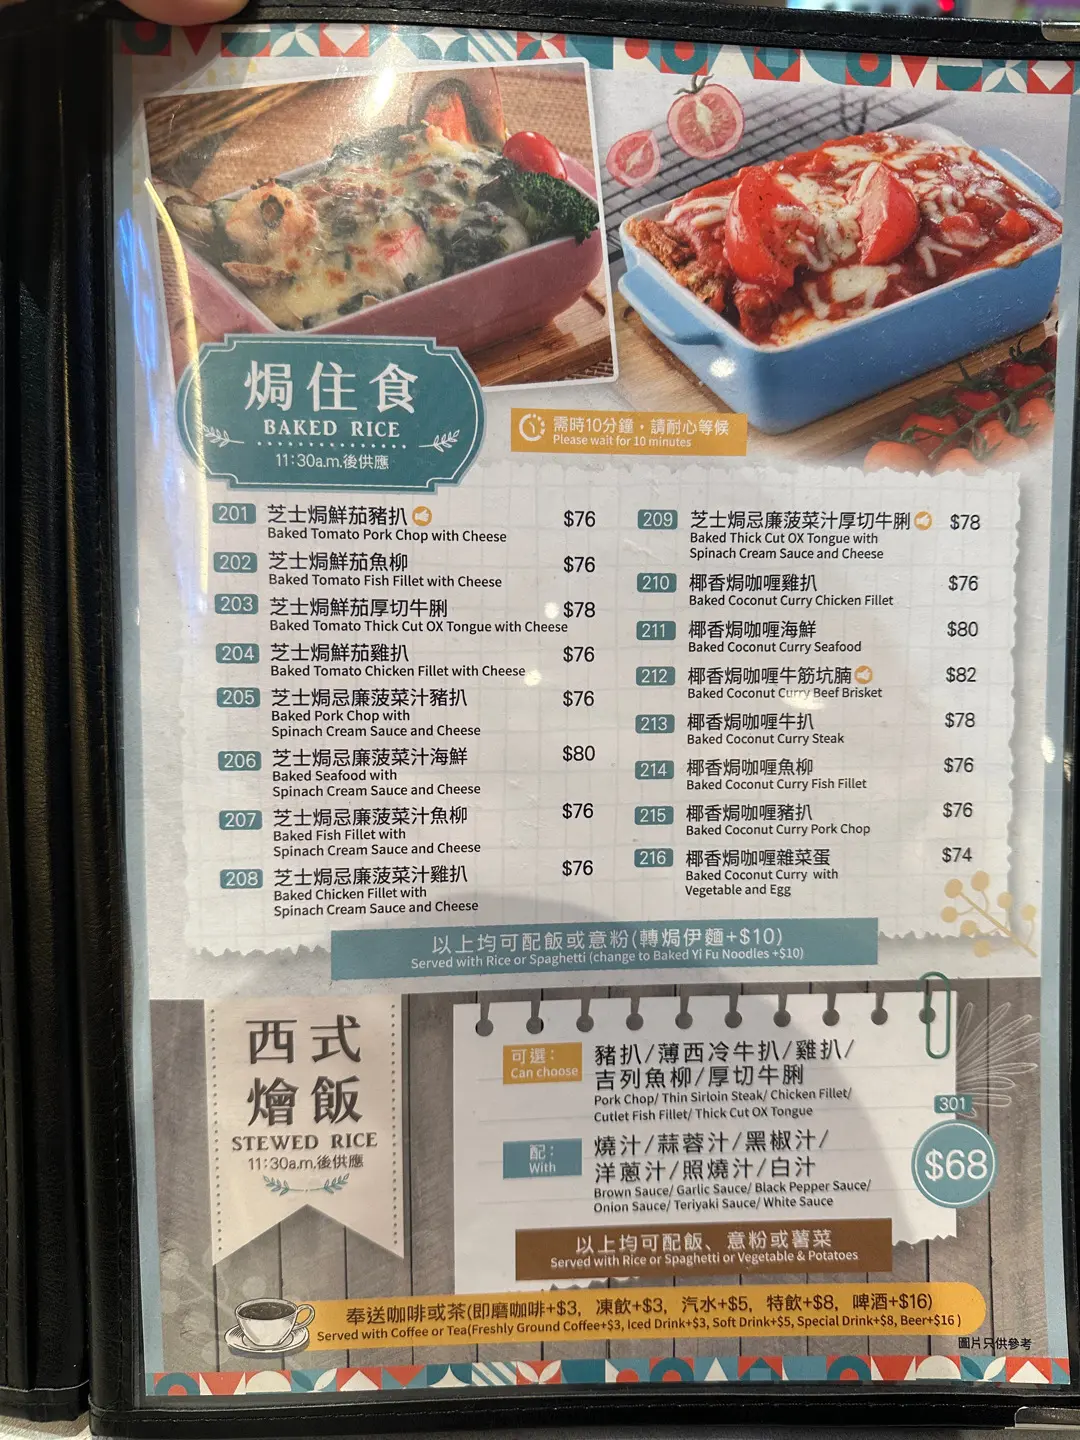 焗住食
BAKED RICE
11:30a.m.後供應
需時10分鐘，請耐心等候
Please wait for 10 minutes
201 芝士焗鮮茄豬扒 $76
Baked Tomato Pork Chop with Cheese
202 芝士焗鮮茄魚柳 $76
Baked Tomato Fish Fillet with Cheese
203 芝士焗鮮茄厚切牛脷 $78
Baked Tomato Thick Cut OX Tongue with Cheese
204 芝士焗鮮茄雞扒 $76
Baked Tomato Chicken Fillet with Cheese
205 芝士焗忌廉菠菜汁豬扒 $76
Baked Pork Chop with
Spinach Cream Sauce and Cheese
206 芝士焗忌廉菠菜汁海鮮 $80
Baked Seafood with
Spinach Cream Sauce and Cheese
207 芝士焗忌廉菠菜汁魚柳 $76
Baked Fish Fillet with
Spinach Cream Sauce and Cheese
208 芝士焗忌廉菠菜汁雞扒 $76
Baked Chicken Fillet with
Spinach Cream Sauce and Cheese
209 芝士焗忌廉菠菜汁厚切牛脷 $78
Baked Thick Cut OX Tongue with
Spinach Cream Sauce and Cheese
210 椰香焗咖喱雞扒 $76
Baked Coconut Curry Chicken Fillet
211 椰香焗咖喱海鮮 $80
Baked Coconut Curry Seafood
212 椰香焗咖喱牛筋坑腩 $82
Baked Coconut Curry Beef Brisket
213 椰香焗咖喱牛扒 $78
Baked Coconut Curry Steak
214 椰香焗咖喱魚柳 $76
Baked Coconut Curry Fish Fillet
215 椰香焗咖喱豬扒 $76
Baked Coconut Curry Pork Chop
216 椰香焗咖喱雜菜蛋 $74
Baked Coconut Curry with
Vegetable and Egg
以上均可配飯或意粉(轉焗伊麵+$10)
Served with Rice or Spaghetti (change to Baked Yi Fu Noodles +$10)
西式
燴飯
STEWED RICE
11:30a.m.後供應
可選：
Can choose
豬扒/薄西冷牛扒/雞扒/
吉列魚柳/厚切牛脷
Pork Chop/ Thin Sirloin Steak/ Chicken Fillet/
Cutlet Fish Fillet/ Thick Cut OX Tongue
配：
With
燒汁/蒜蓉汁/黑椒汁/
洋蔥汁/照燒汁/白汁
Brown Sauce/ Garlic Sauce/ Black Pepper Sauce/
Onion Sauce/ Teriyaki Sauce/ White Sauce
301
$68
以上均可配飯、意粉或薯菜
Served with Rice or Spaghetti or Vegetable & Potatoes
奉送咖啡或茶(即磨咖啡+$3, 凍飲+$3, 汽水+$5, 特飲+$8, 啤酒+$16)
Served with Coffee or Tea(Freshly Ground Coffee+$3, Iced Drink+$3, Soft Drink+$5, Special Drink+$8, Beer+$16 )
圖片只供參考